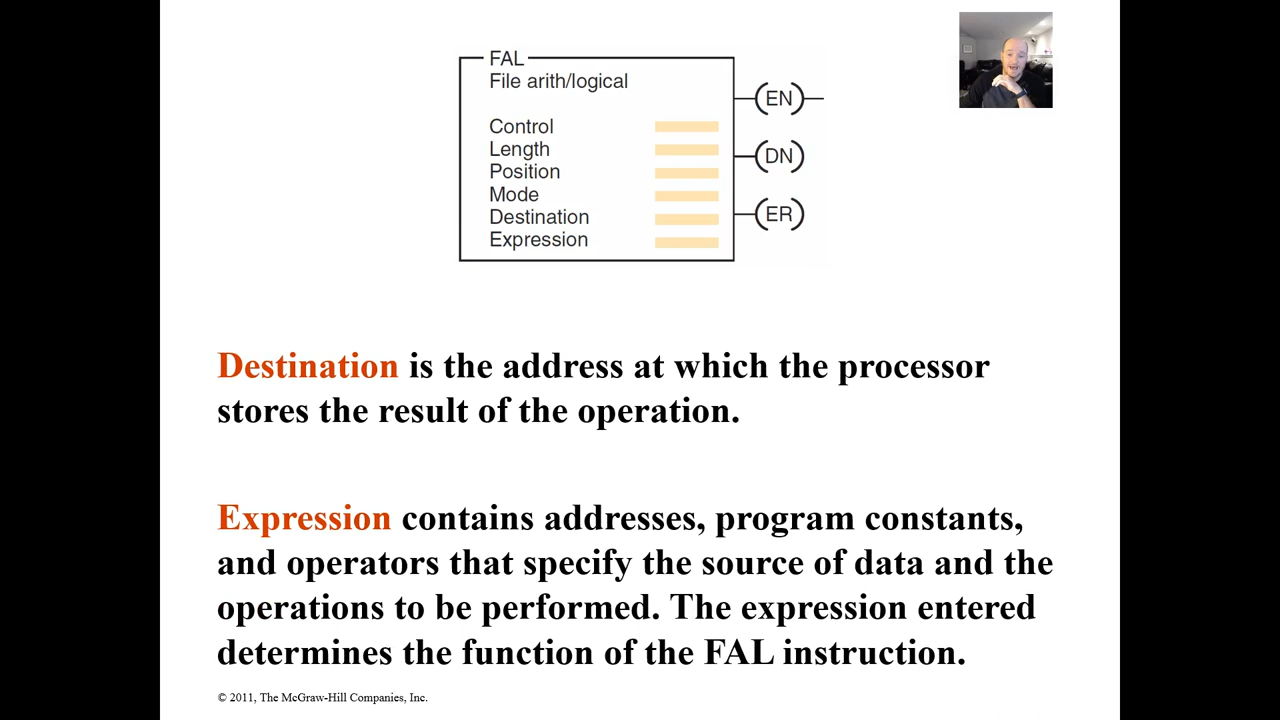 FAL
File arith/logical
EN
Control
Length
DN
Position
Mode
ER
Destination
Expression
Destination is the address at which the processor
stores the result of the operation.
Expression contains addresses, program constants,
and operators that specify the source of data and the
operations to be performed. The expression entered
determines the function of the FAL instruction.
© 2011, The McGraw-Hill Companies, Inc.